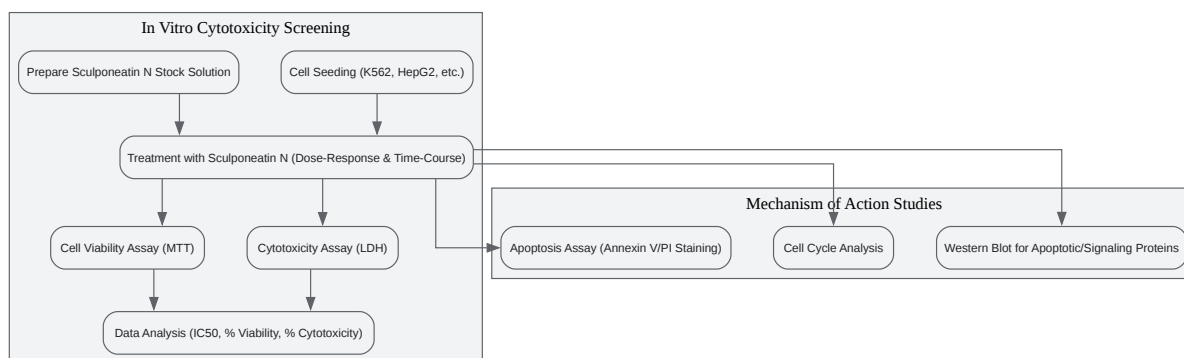 In Vitro Cytotoxicity Screening
Prepare Sculponeatin N Stock Solution
Cell Seeding (K562, HepG2, etc.)
Treatment with Sculponeatin N (Dose-Response & Time-Course)
Cell Viability Assay (MTT)
Cytotoxicity Assay (LDH)
Data Analysis (IC50, % Viability, % Cytotoxicity)
Mechanism of Action Studies
Apoptosis Assay (Annexin V/PI Staining)
Cell Cycle Analysis
Western Blot for Apoptotic/Signaling Proteins